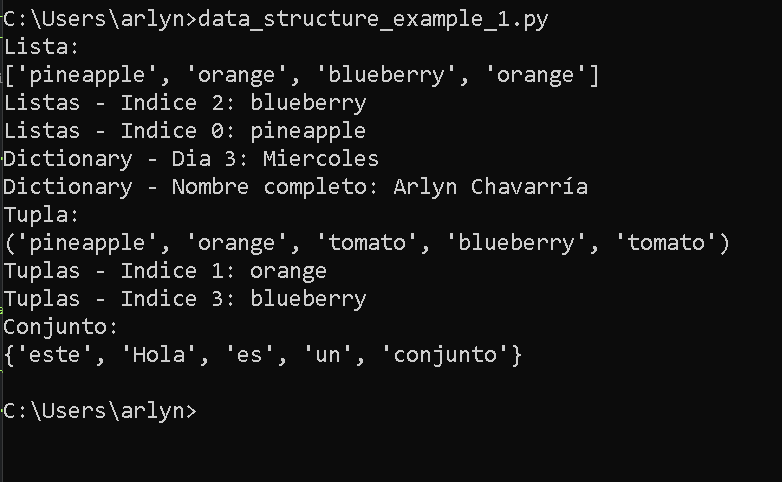 C:\Users\arlyn>data_structure_example_1.py
Lista:
['pineapple', 'orange', 'blueberry', 'orange']
Listas - Indice 2: blueberry
Listas - Indice 0: pineapple
Dictionary - Dia 3: Miercoles
Dictionary - Nombre completo: Arlyn Chavarría
Tupla:
('pineapple', 'orange', 'tomato', 'blueberry', 'tomato')
Tuplas - Indice 1: orange
Tuplas - Indice 3: blueberry
Conjunto:
{'este', 'Hola', 'es', 'un', 'conjunto'}
C:\Users\arlyn>